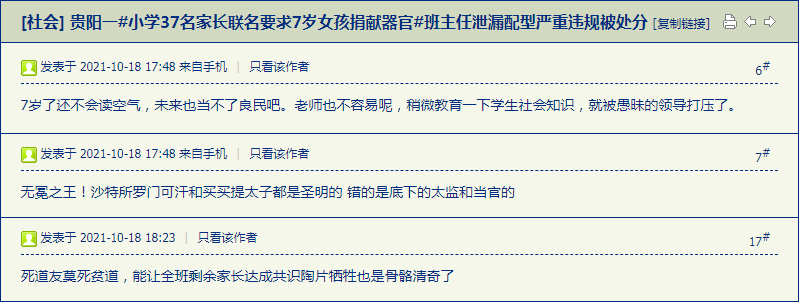 [社会] 贵阳一#小学37名家长联名要求7岁女孩捐献器官#班主任泄漏配型严重违规被处分 [复制链接]
发表于 2021-10-18 17:48 来自手机 | 只看该作者 6#
7岁了还不会读空气，未来也当不了良民吧。老师也不容易呢，稍微教育一下学生社会知识，就被愚昧的领导打压了。
发表于 2021-10-18 17:48 来自手机 | 只看该作者 7#
无冕之王！沙特所罗门可汗和买买提太子都是圣明的 错的是底下的太监和当官的
发表于 2021-10-18 18:23 | 只看该作者 17#
死道友莫死贫道，能让全班剩余家长达成共识陶片牺牲也是骨骼清奇了